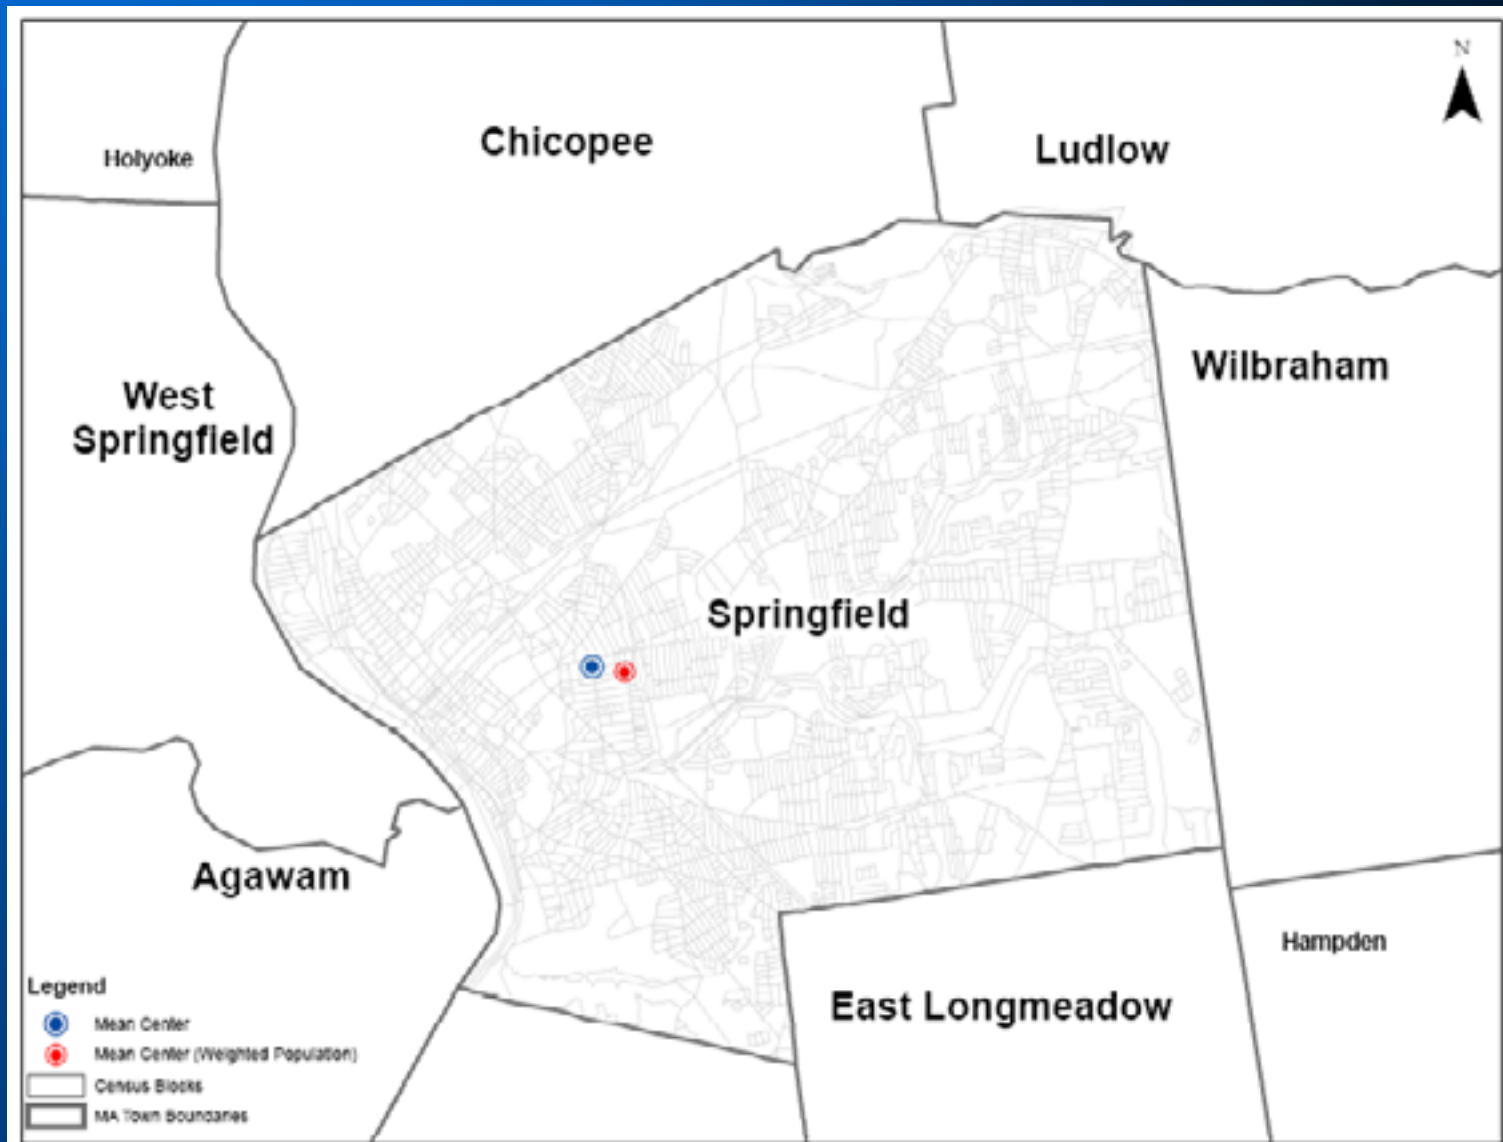 N
Chicopee
Ludlow
Holyoke
Wilbraham
West
Springfield
Springfield
Agawam
Hampden
East Longmeadow
Legend
Mean Center
Mean Center (Weighted Population)
Census Blocks
MA Town Boundaries